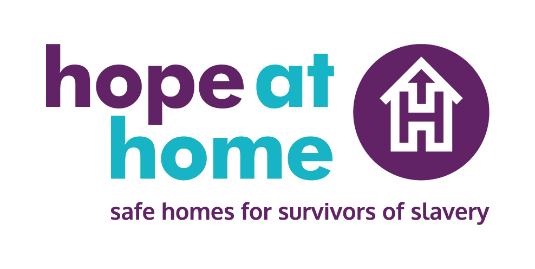 hope at
home
safe homes for survivors of slavery
H